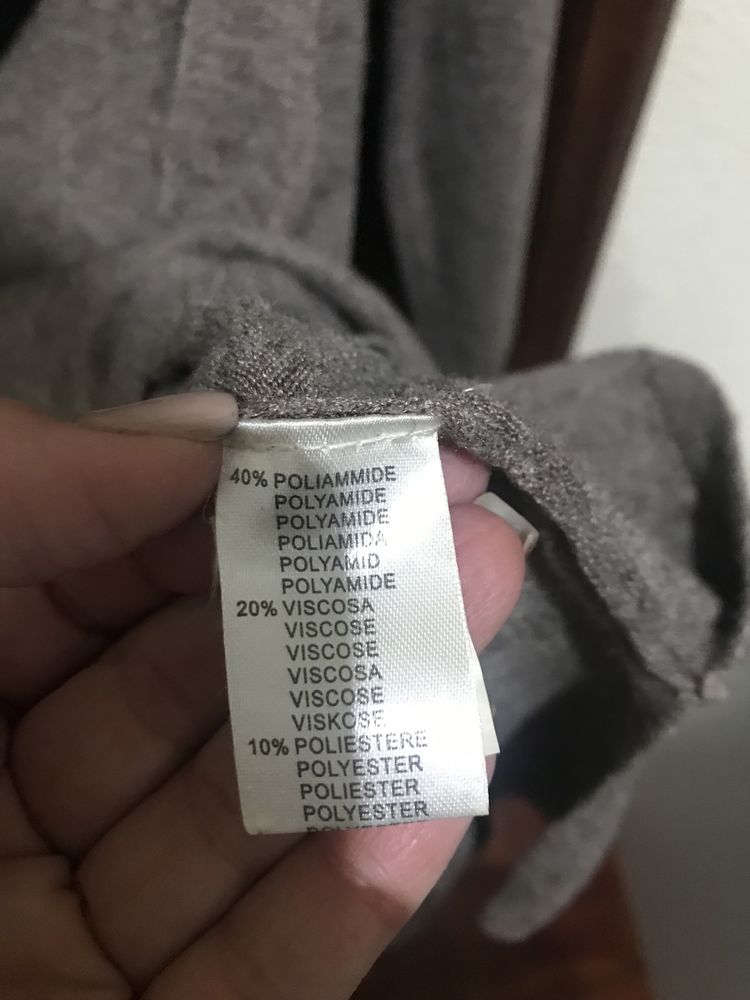 40% POLIAMMIDE
POLYAMIDE
POLYAMIDE
POLIAMIDA
POLYAMID
POLYAMIDE
20% VISCOSA
VISCOSE
VISCOSE
VISCOSA
VISCOSE
VISKOSE
10% POLIESTERE
POLYESTER
POLIESTER
POLYESTER